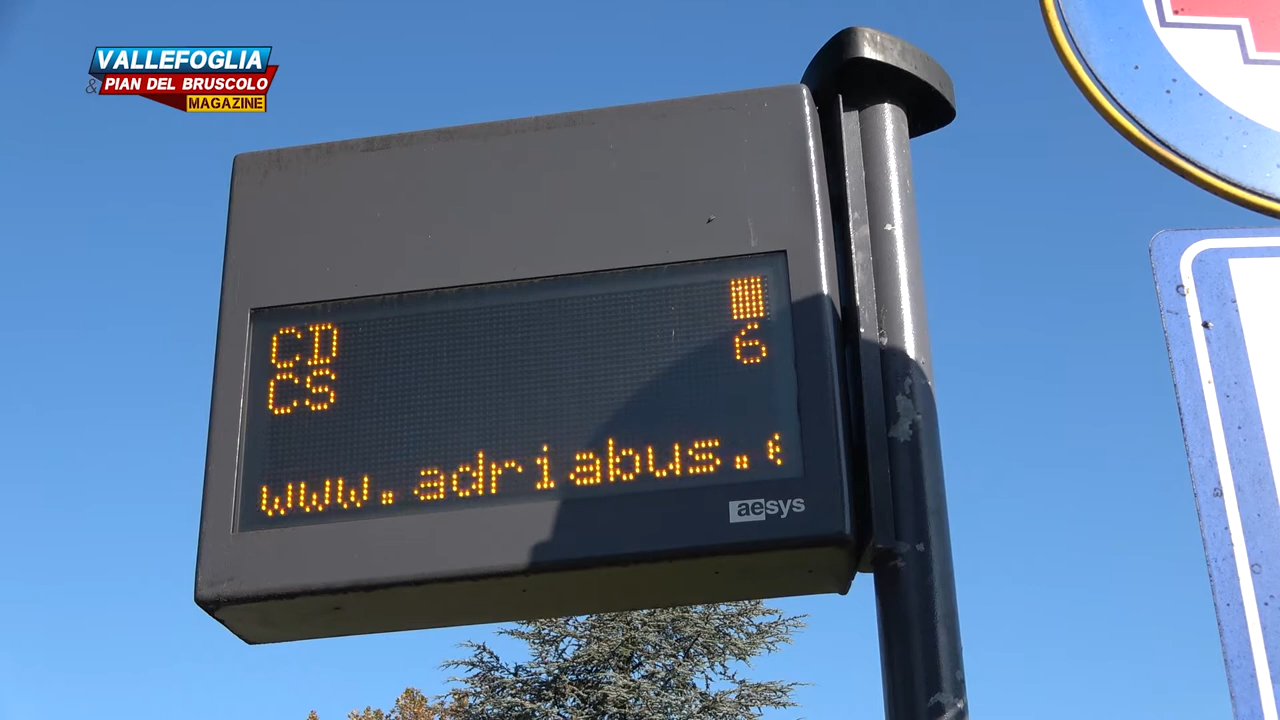 VALLEFOGLIA
& PIAN DEL BRUSCOLO
MAGAZINE
CD
CS 6
www.adriabus.e
aesys